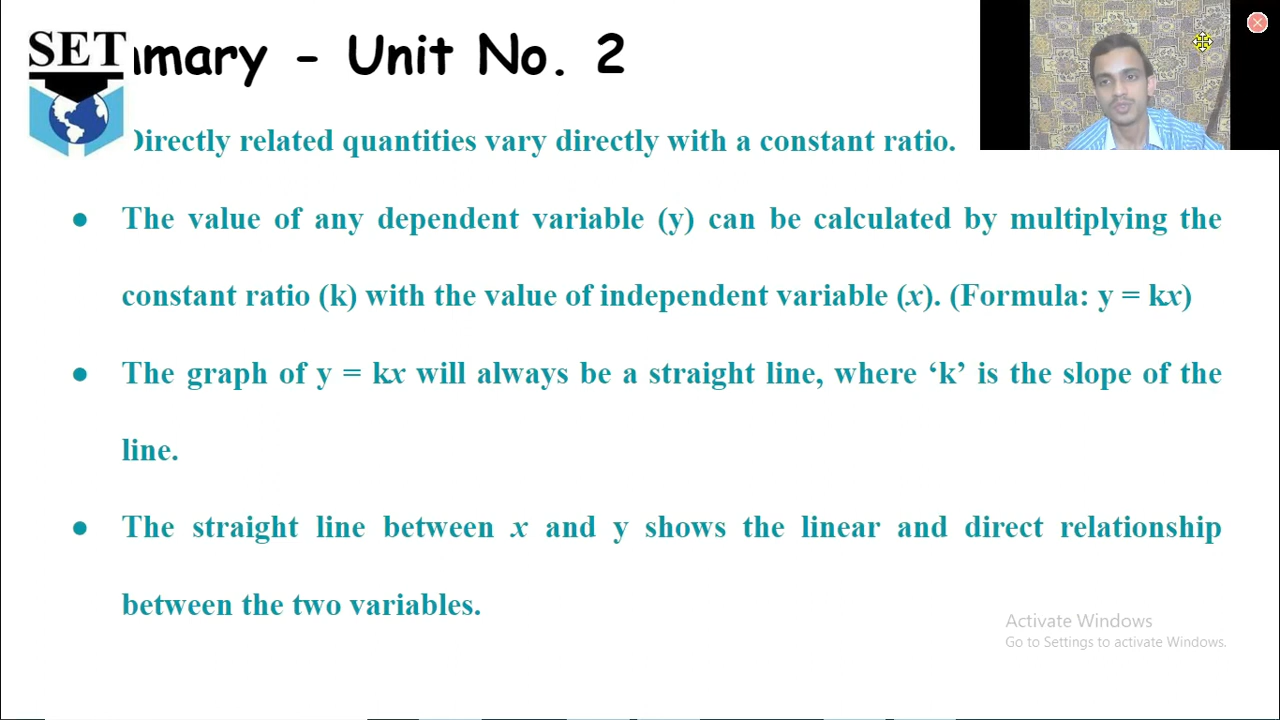 SET
mmary - Unit No. 2
Directly related quantities vary directly with a constant ratio.
● The value of any dependent variable (y) can be calculated by multiplying the
constant ratio (k) with the value of independent variable (x). (Formula: y = kx)
● The graph of y = kx will always be a straight line, where ‘k’ is the slope of the
line.
● The straight line between x and y shows the linear and direct relationship
between the two variables.
Activate Windows
Go to Settings to activate Windows.